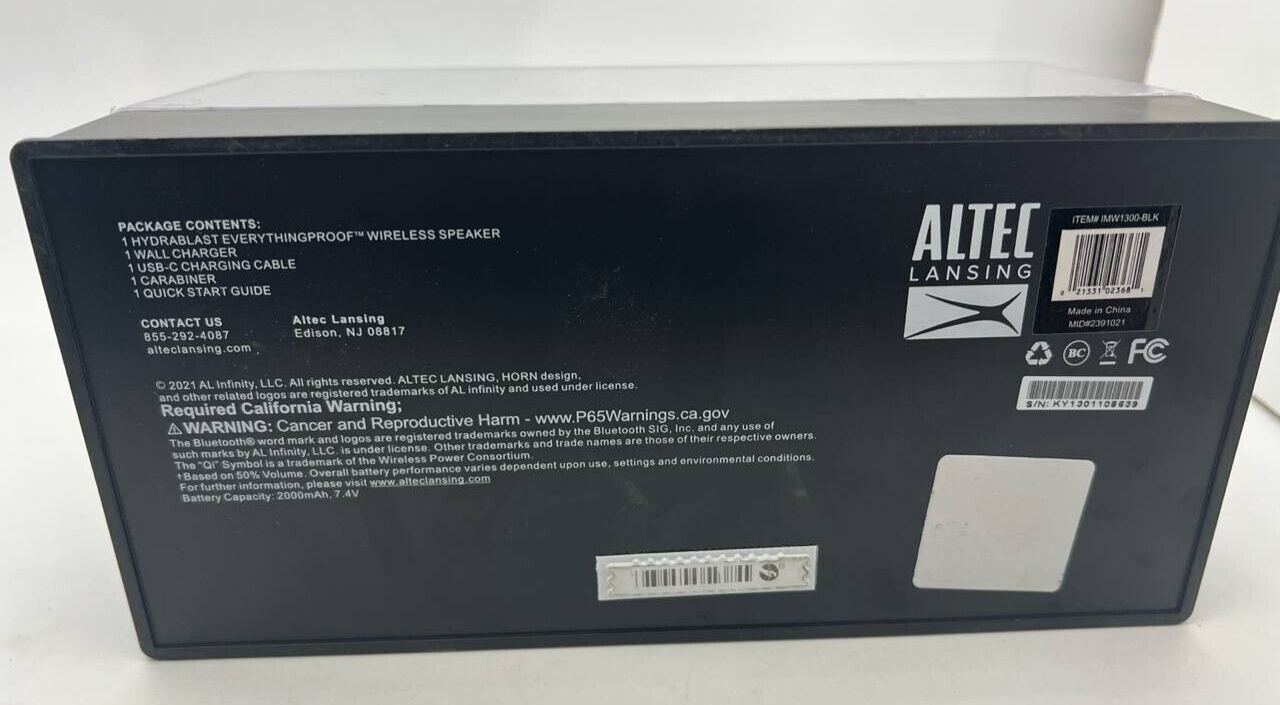 PACKAGE CONTENTS:
1 HYDRABLAST EVERYTHINGPROOF™ WIRELESS SPEAKER
1 WALL CHARGER
1 USB-C CHARGING CABLE
1 CARABINER
1 QUICK START GUIDE
CONTACT US
855-292-4087
alteclansing.com
Altec Lansing
Edison, NJ 08817
© 2021 AL Infinity, LLC. All rights reserved. ALTEC LANSING, HORN design,
and other related logos are registered trademarks of AL infinity and used under license.
Required California Warning;
⚠ WARNING: Cancer and Reproductive Harm - www.P65Warnings.ca.gov
The Bluetooth® word mark and logos are registered trademarks owned by the Bluetooth SIG, Inc. and any use of
such marks by AL Infinity, LLC. is under license. Other trademarks and trade names are those of their respective owners.
The "Qi" Symbol is a trademark of the Wireless Power Consortium.
†Based on 50% Volume. Overall battery performance varies dependent upon use, settings and environmental conditions.
For further information, please visit www.alteclansing.com
Battery Capacity: 2000mAh, 7.4V
ALTEC
LANSING
ITEM# IMW1300-BLK
0 21331 02368 1
Made in China
MID#2391021
BC FC
S/N: KY1301108639